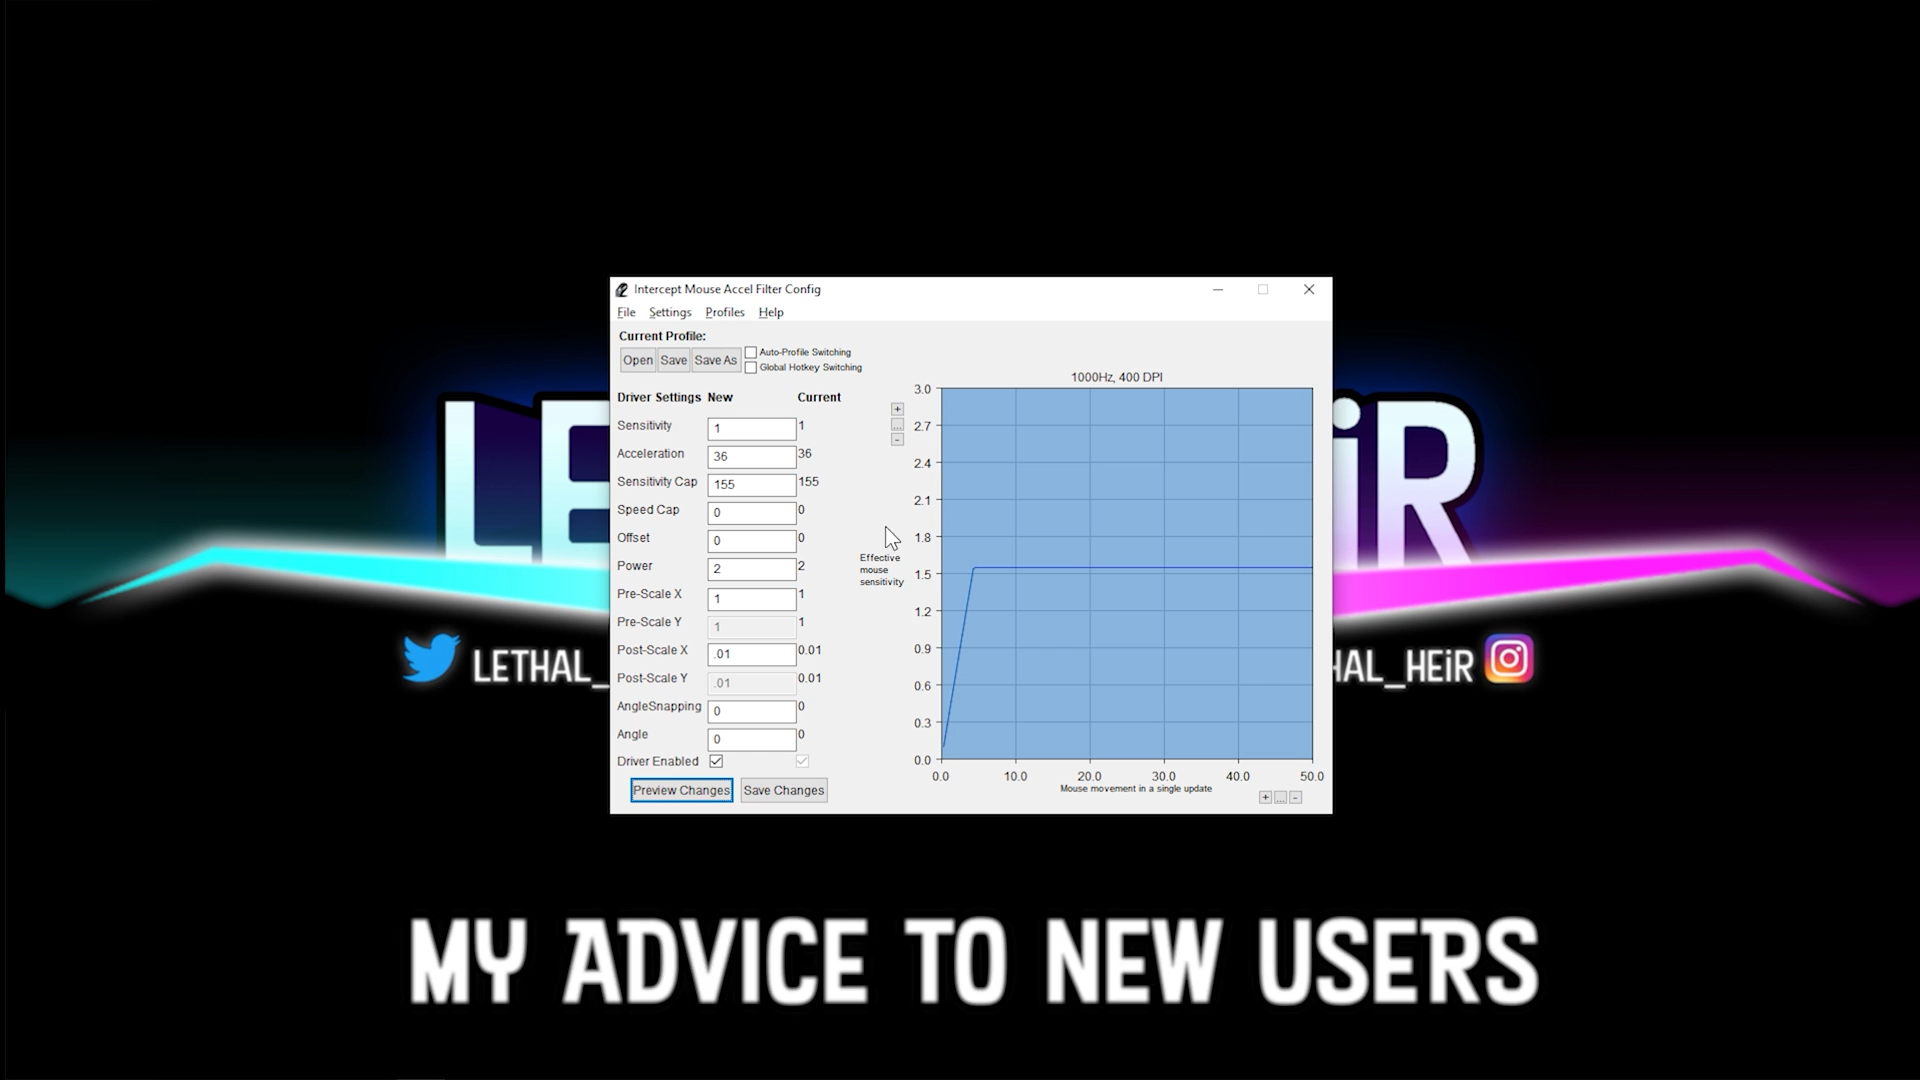 Intercept Mouse Accel Filter Config
File Settings Profiles Help
Current Profile:
Open Save Save As
Auto-Profile Switching
Global Hotkey Switching
Driver Settings New Current
Sensitivity 1 1
Acceleration 36 36
Sensitivity Cap 155 155
Speed Cap 0 0
Offset 0 0
Power 2 2
Pre-Scale X 1 1
Pre-Scale Y 1 1
Post-Scale X .01 0.01
Post-Scale Y .01 0.01
AngleSnapping 0 0
Angle 0 0
Driver Enabled
Preview Changes Save Changes
+
...
-
Effective
mouse
sensitivity
1000Hz, 400 DPI
3.0
2.7
2.4
2.1
1.8
1.5
1.2
0.9
0.6
0.3
0.0
0.0 10.0 20.0 30.0 40.0 50.0
Mouse movement in a single update
+ ... -
LE iR
LETHAL_ HAL_HEiR
MY ADVICE TO NEW USERS